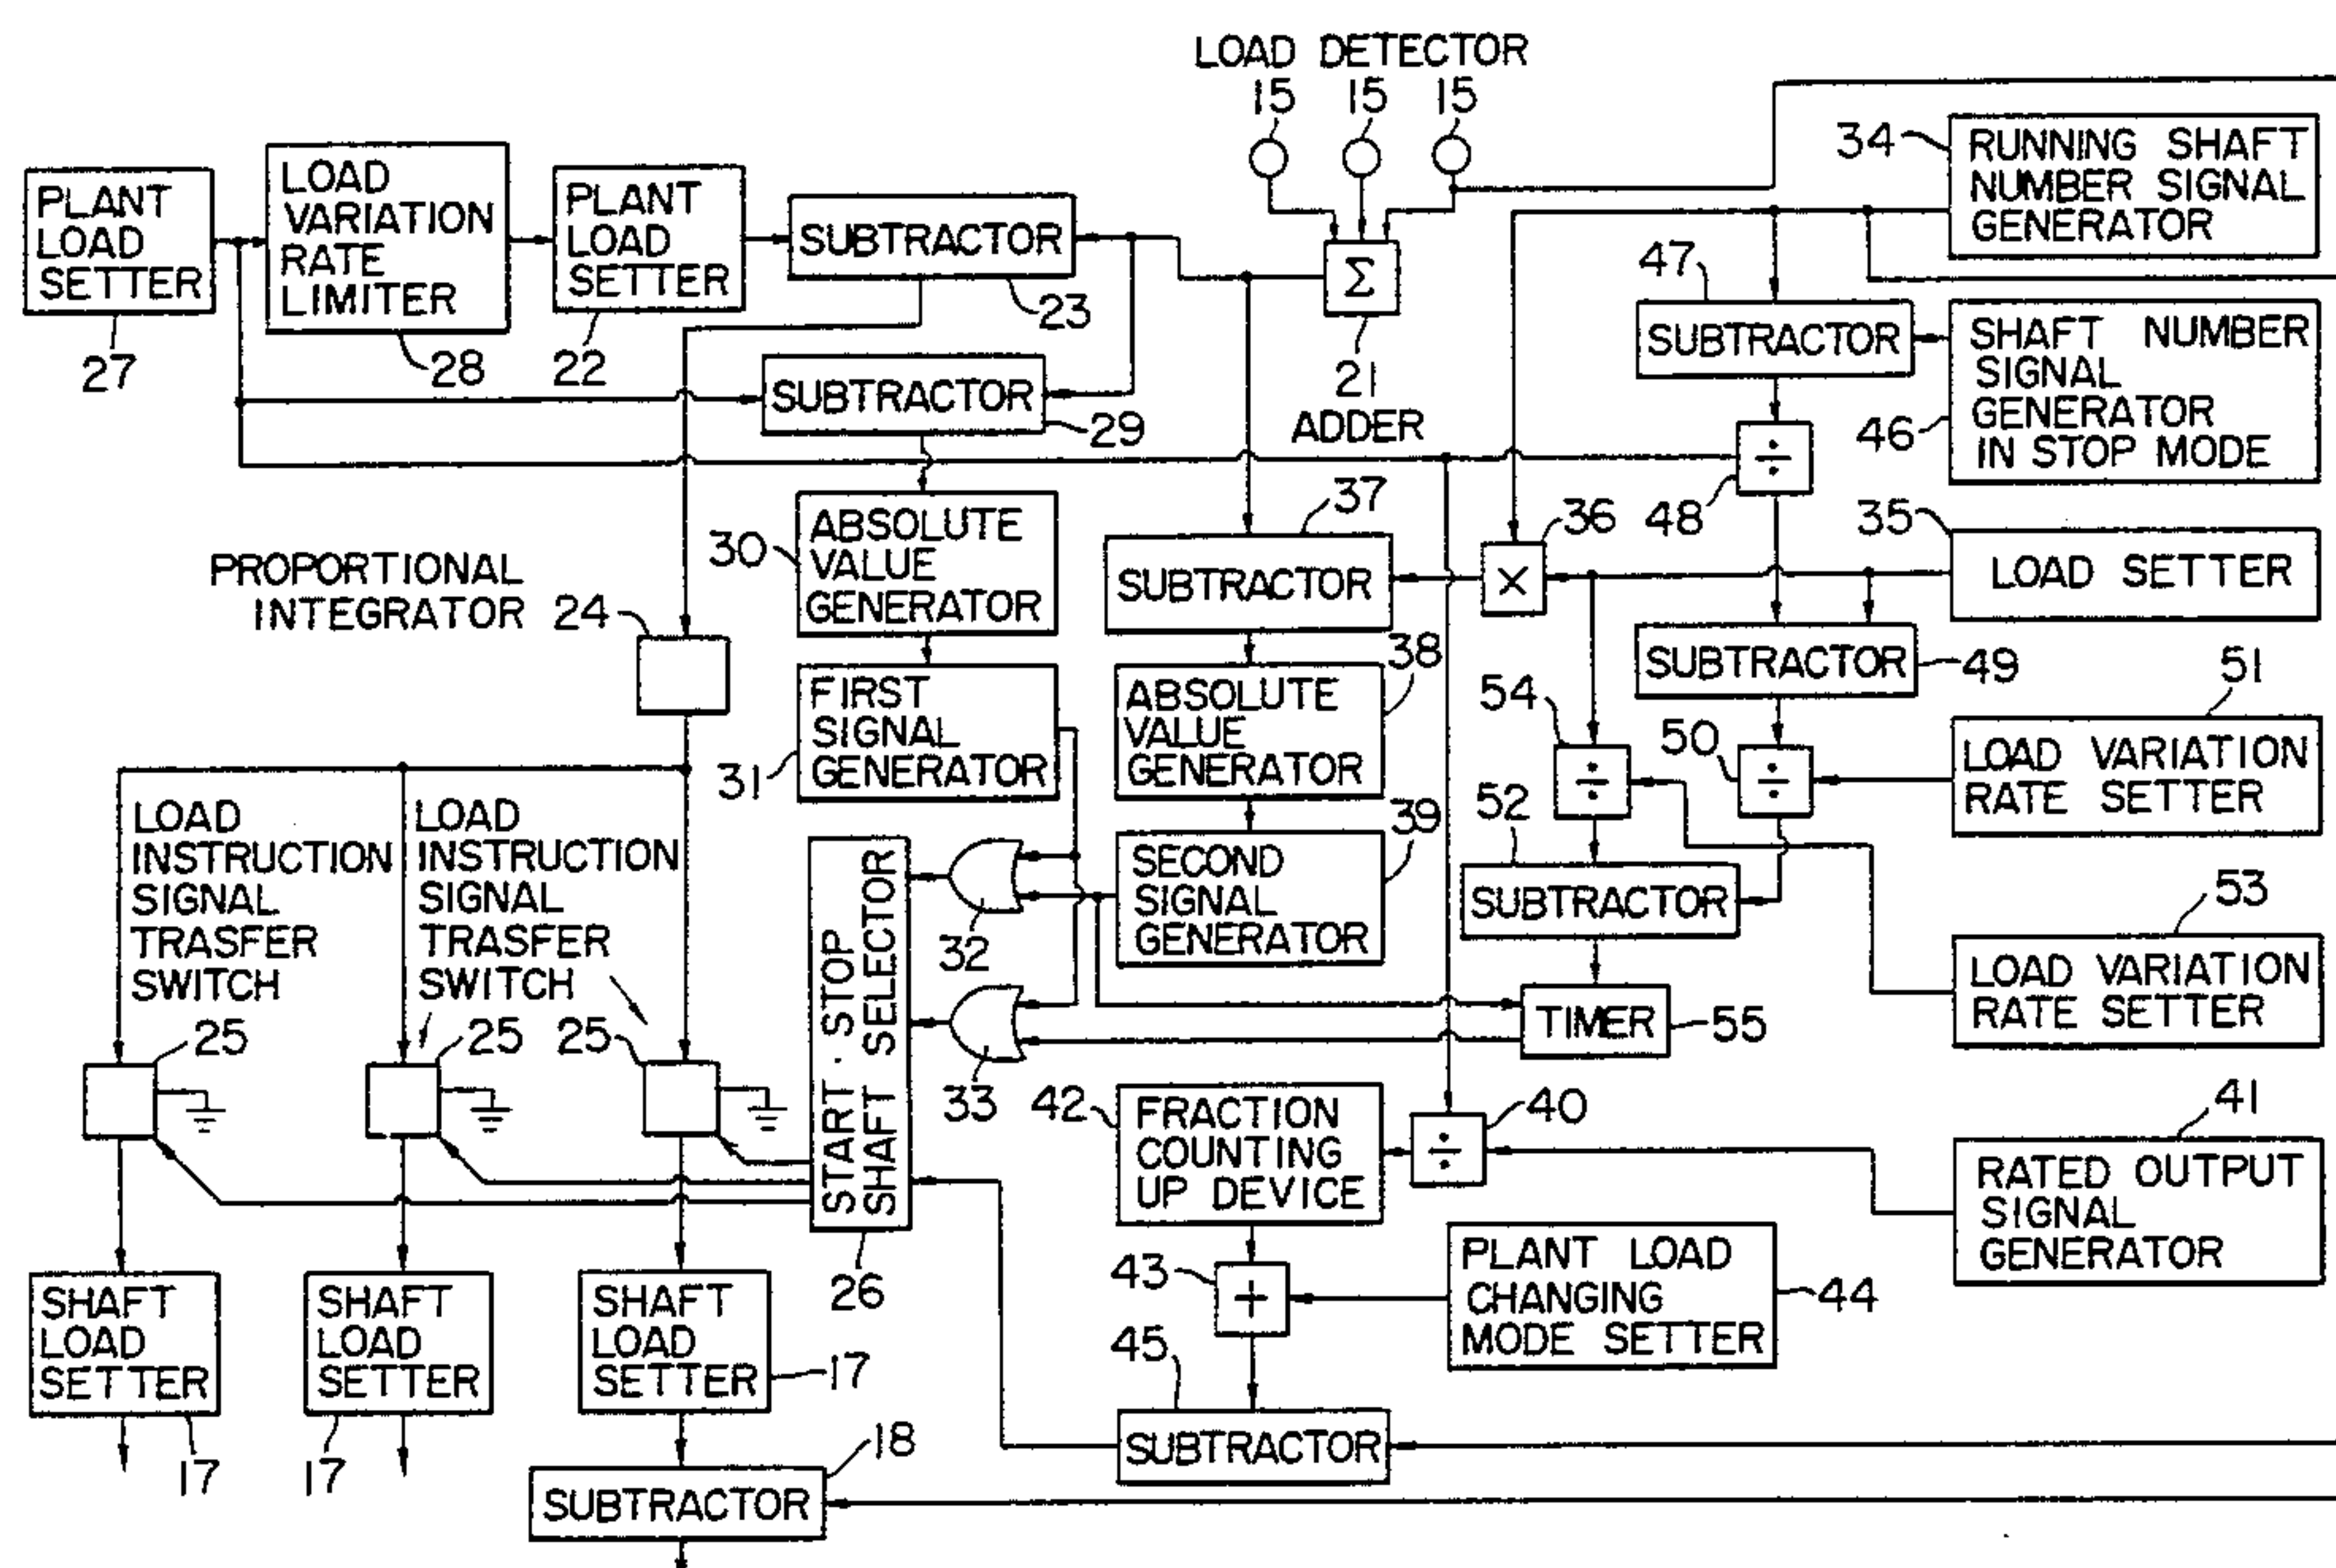 LOAD DETECTOR
15 15 15
PLANT
LOAD
SETTER
27
LOAD
VARIATION
RATE
LIMITER
28
PLANT
LOAD
SETTER
22
SUBTRACTOR
23
SUBTRACTOR
29
Σ
21
ADDER
34
RUNNING SHAFT
NUMBER SIGNAL
GENERATOR
47
SUBTRACTOR
SHAFT NUMBER
SIGNAL
GENERATOR
IN STOP MODE
46
÷
48
PROPORTIONAL
INTEGRATOR 24
30
ABSOLUTE
VALUE
GENERATOR
FIRST
SIGNAL
GENERATOR
31
37
SUBTRACTOR
36
×
35
LOAD SETTER
38
ABSOLUTE
VALUE
GENERATOR
SUBTRACTOR
49
54
÷
50
÷
51
LOAD VARIATION
RATE SETTER
39
SECOND
SIGNAL
GENERATOR
52
SUBTRACTOR
53
LOAD VARIATION
RATE SETTER
LOAD
INSTRUCTION
SIGNAL
TRASFER
SWITCH
LOAD
INSTRUCTION
SIGNAL
TRASFER
SWITCH
25
25
25
START · STOP
SHAFT SELECTOR
26
32
33
TIMER
55
42
FRACTION
COUNTING
UP DEVICE
÷
40
41
RATED OUTPUT
SIGNAL
GENERATOR
43
+
PLANT LOAD
CHANGING
MODE SETTER
44
45
SUBTRACTOR
SHAFT
LOAD
SETTER
17
SHAFT
LOAD
SETTER
17
SHAFT
LOAD
SETTER
17
18
SUBTRACTOR